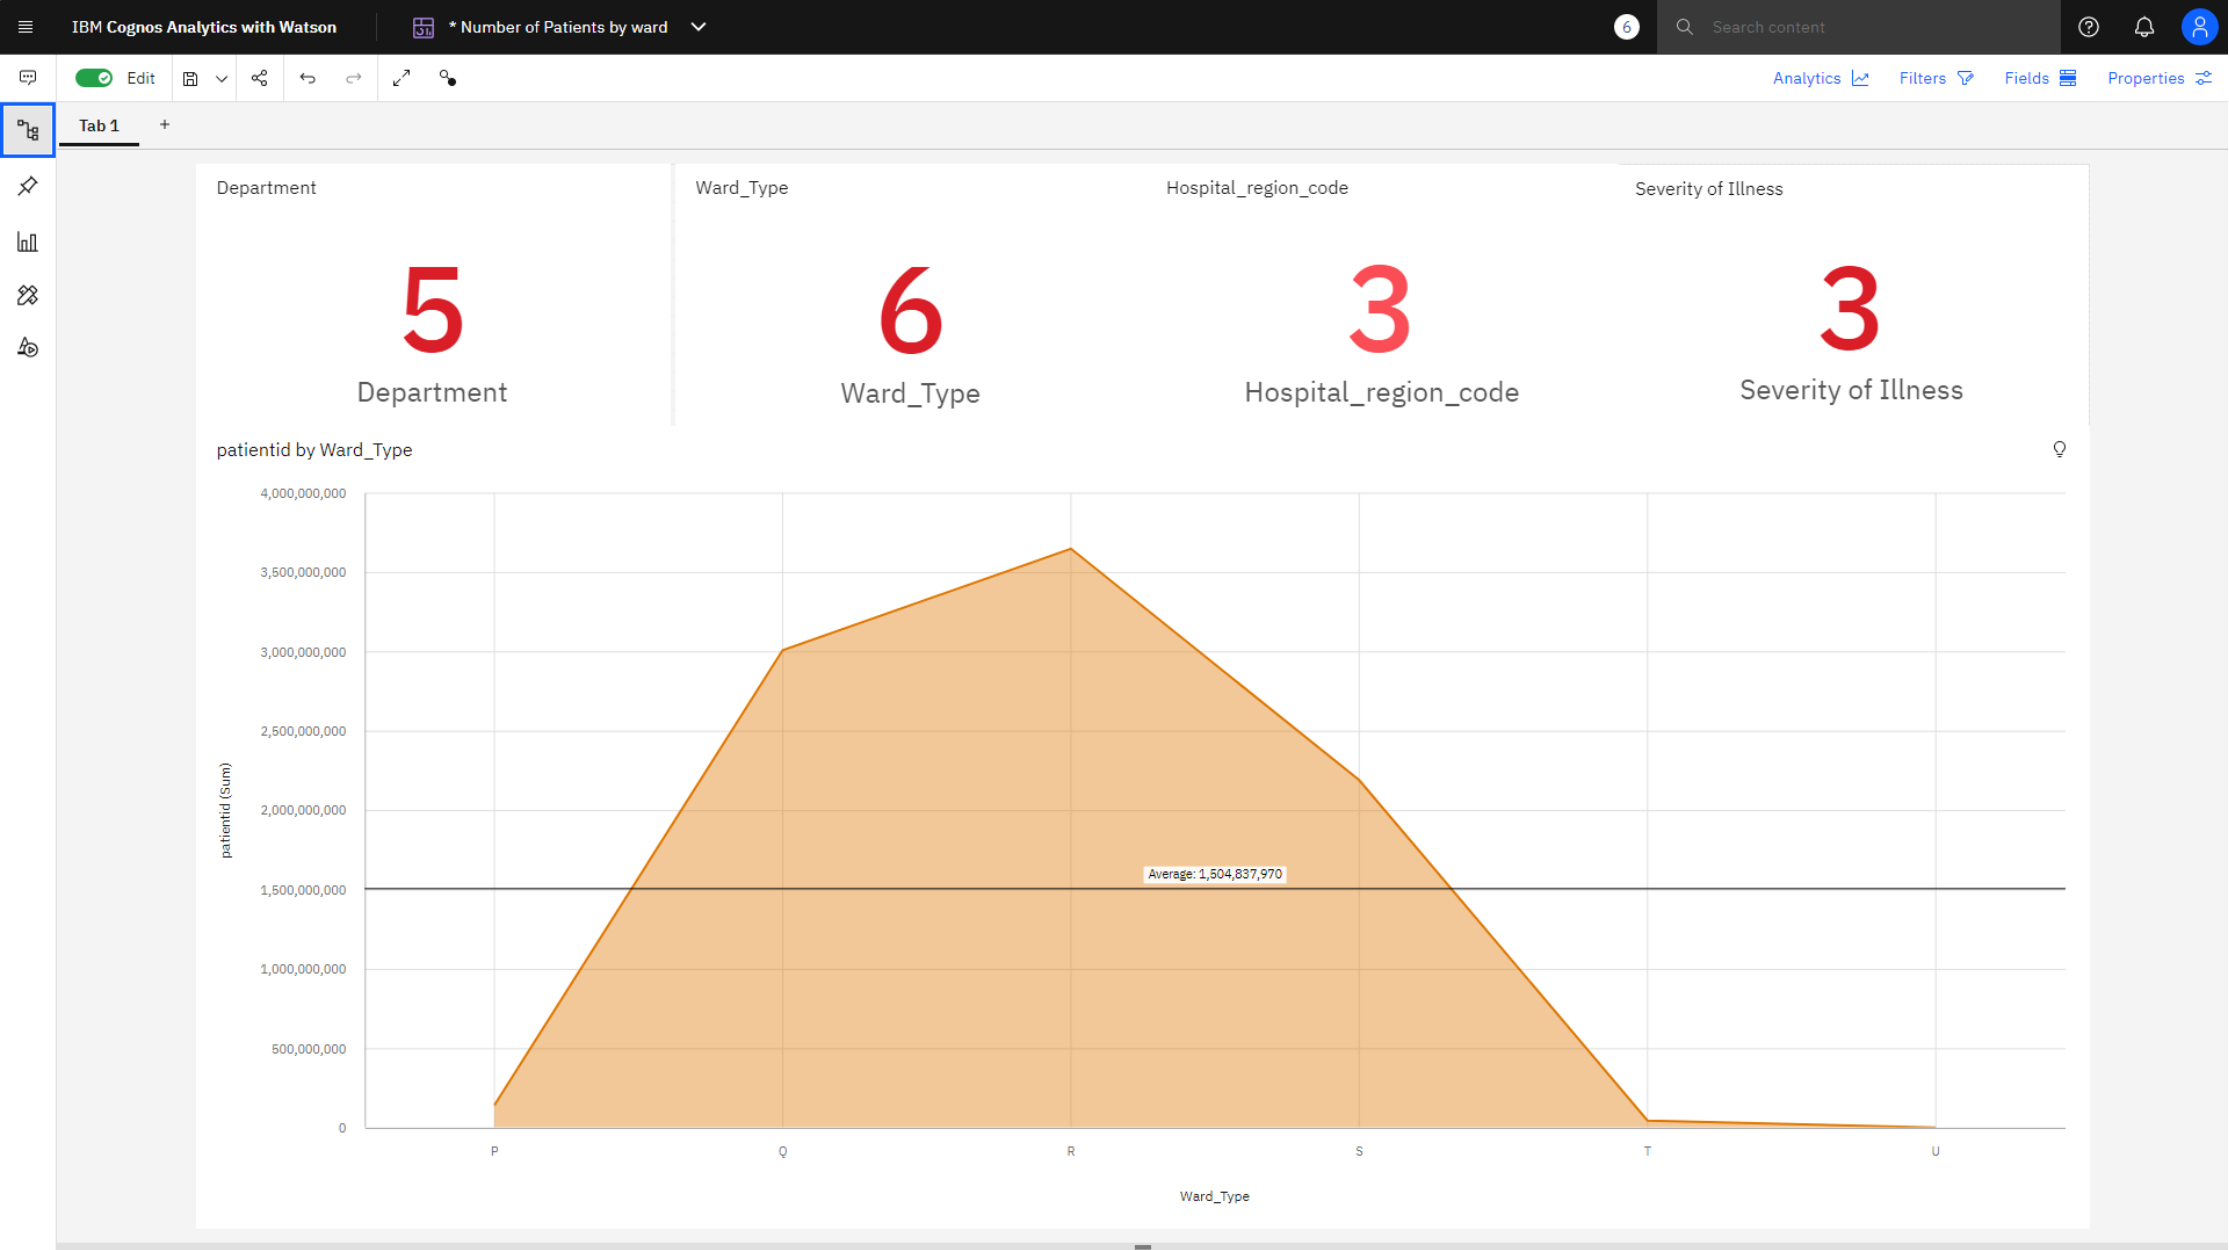 IBM Cognos Analytics with Watson
* Number of Patients by ward
6
Search content
Edit
Analytics
Filters
Fields
Properties
Tab 1
Department
Ward_Type
Hospital_region_code
Severity of Illness
5
6
3
3
Department
Ward_Type
Hospital_region_code
Severity of Illness
patientid by Ward_Type
patientid (Sum)
4,000,000,000
3,500,000,000
3,000,000,000
2,500,000,000
2,000,000,000
1,500,000,000
1,000,000,000
500,000,000
0
Average: 1,504,837,970
P
Q
R
S
T
U
Ward_Type